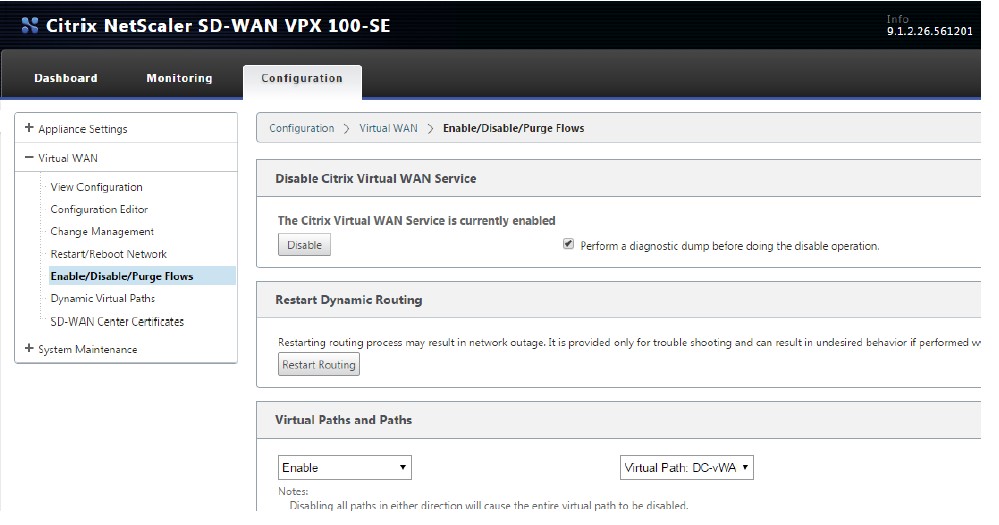 Citrix NetScaler SD-WAN VPX 100-SE
Info
9.1.2.26.561201
Dashboard
Monitoring
Configuration
+ Appliance Settings
− Virtual WAN
View Configuration
Configuration Editor
Change Management
Restart/Reboot Network
Enable/Disable/Purge Flows
Dynamic Virtual Paths
SD-WAN Center Certificates
+ System Maintenance
Configuration > Virtual WAN > Enable/Disable/Purge Flows
Disable Citrix Virtual WAN Service
The Citrix Virtual WAN Service is currently enabled
Disable
Perform a diagnostic dump before doing the disable operation.
Restart Dynamic Routing
Restarting routing process may result in network outage. It is provided only for trouble shooting and can result in undesired behavior if performed
Restart Routing
Virtual Paths and Paths
Enable
Virtual Path: DC-vWA
Notes:
Disabling all paths in either direction will cause the entire virtual path to be disabled.